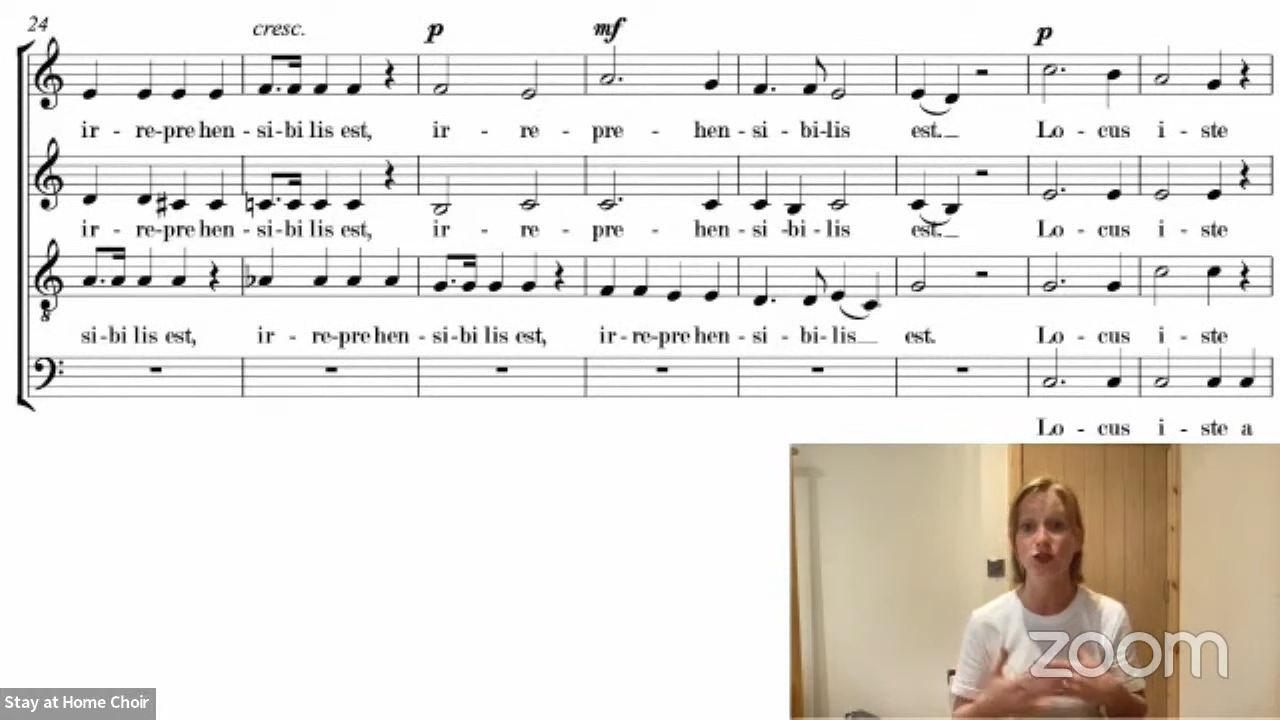 24 cresc. p mf p
ir - re-pre hen - si-bi lis est, ir - re - pre - hen - si - bi-lis est. Lo - cus i - ste
ir - re-pre hen - si-bi lis est, ir - re - pre - hen - si - bi - lis est. Lo - cus i - ste
8
si-bi lis est, ir - re-pre hen - si-bi lis est, ir - re-pre hen - si - bi - lis est. Lo - cus i - ste
Lo - cus i - ste a
zoom
Stay at Home Choir